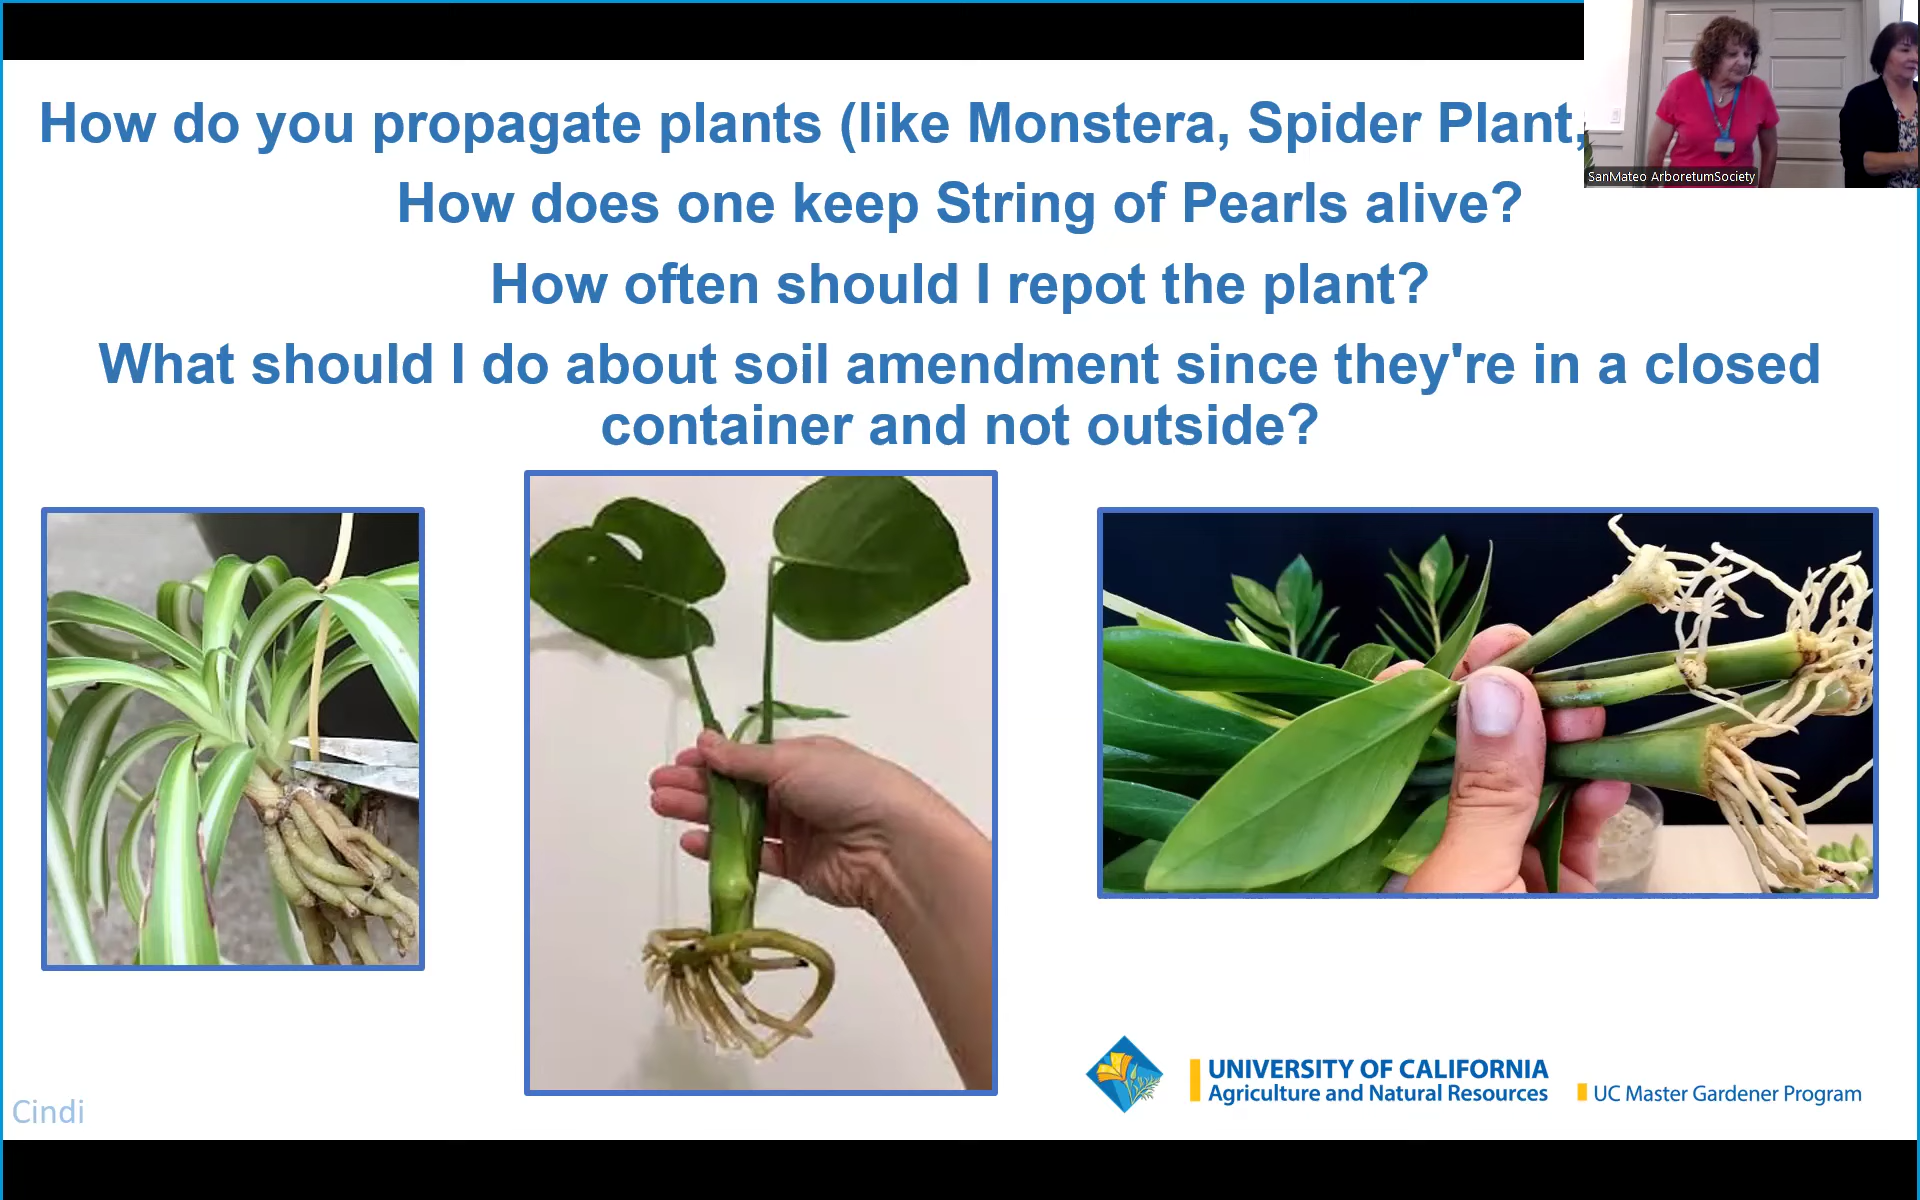 How do you propagate plants (like Monstera, Spider Plant,
SanMateo ArboretumSociety
How does one keep String of Pearls alive?
How often should I repot the plant?
What should I do about soil amendment since they're in a closed
container and not outside?
UNIVERSITY OF CALIFORNIA
Agriculture and Natural Resources
UC Master Gardener Program
Cindi